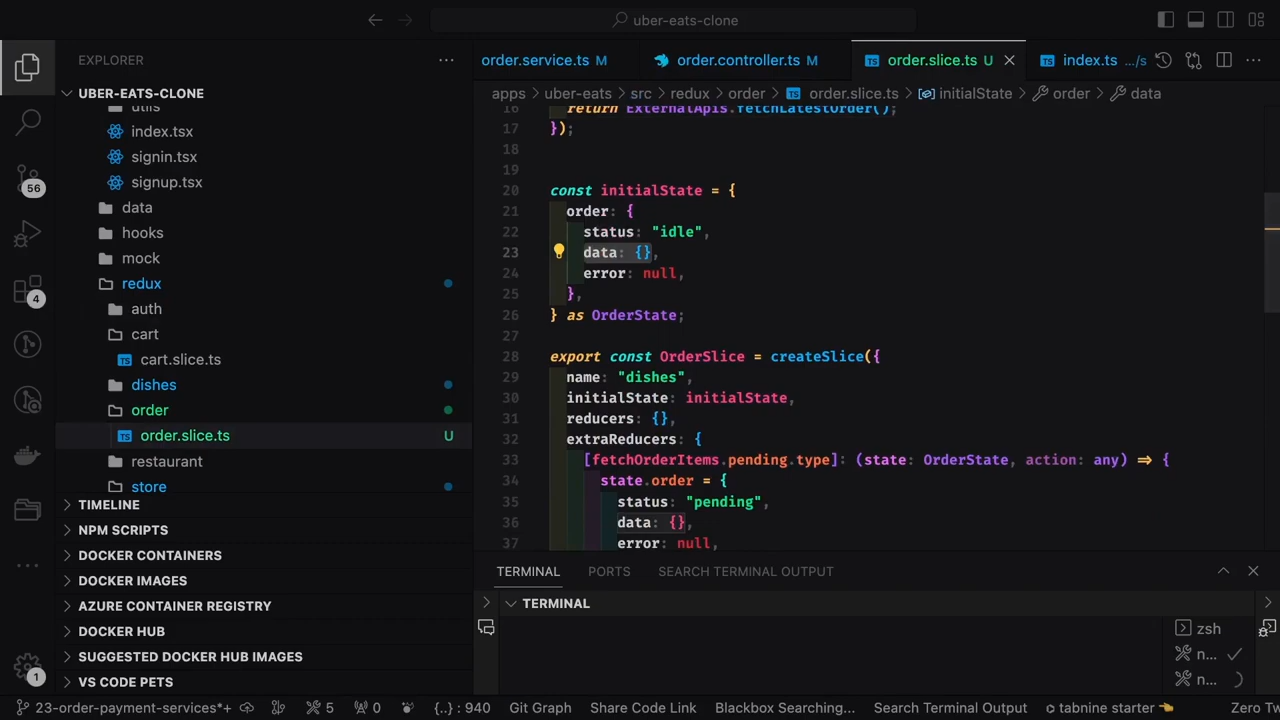 uber-eats-clone
EXPLORER
UBER-EATS-CLONE
utils
index.tsx
signin.tsx
signup.tsx
data
hooks
mock
redux
auth
cart
cart.slice.ts
dishes
order
order.slice.ts U
restaurant
store
TIMELINE
NPM SCRIPTS
DOCKER CONTAINERS
DOCKER IMAGES
AZURE CONTAINER REGISTRY
DOCKER HUB
SUGGESTED DOCKER HUB IMAGES
VS CODE PETS
56
4
1
order.service.ts M
order.controller.ts M
order.slice.ts U
index.ts .../s
apps > uber-eats > src > redux > order > order.slice.ts > initialState > order > data
16 return ExternalApis.fetchLatestOrder();
17 });
18
19
20 const initialState = {
21 order: {
22 status: "idle",
23 data: {},
24 error: null,
25 },
26 } as OrderState;
27
28 export const OrderSlice = createSlice({
29 name: "dishes",
30 initialState: initialState,
31 reducers: {},
32 extraReducers: {
33 [fetchOrderItems.pending.type]: (state: OrderState, action: any) => {
34 state.order = {
35 status: "pending",
36 data: {},
37 error: null,
TERMINAL PORTS SEARCH TERMINAL OUTPUT
TERMINAL
zsh
n...
n...
23-order-payment-services*+ 5 0 {..} : 940 Git Graph Share Code Link Blackbox Searching... Search Terminal Output tabnine starter Zero Tw